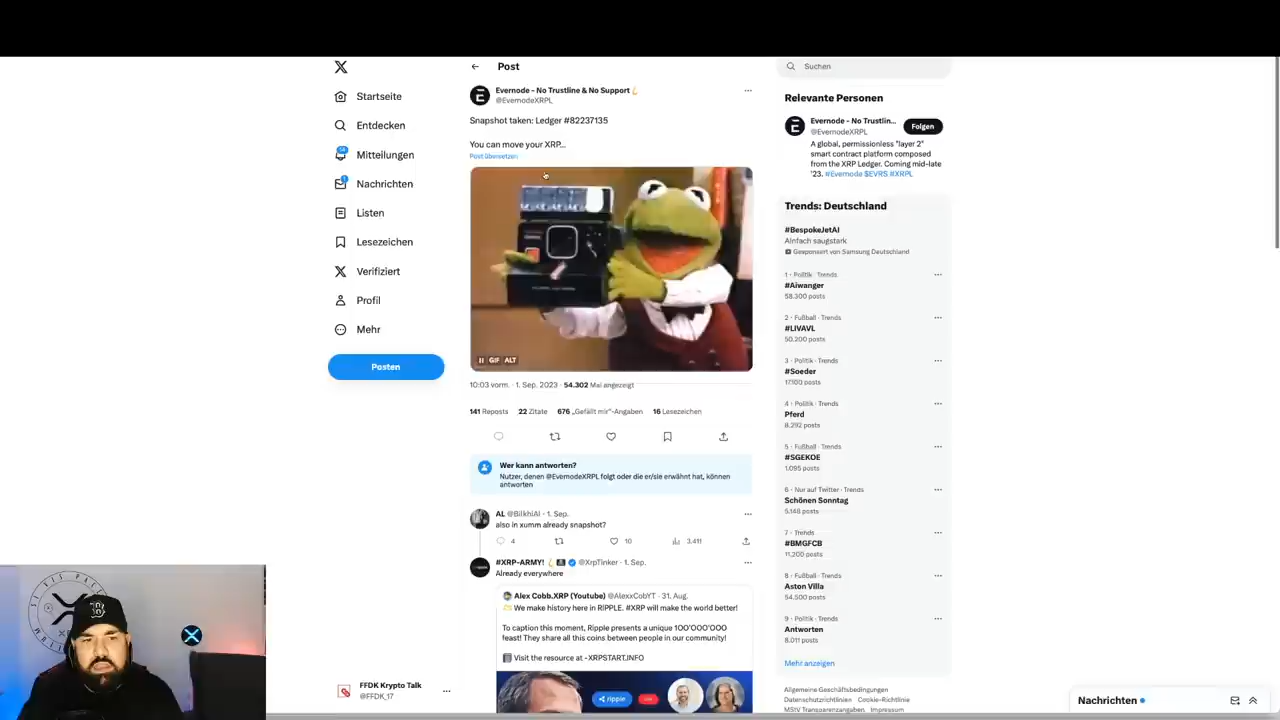 Post
Suchen
Startseite
Entdecken
14
Mitteilungen
1
Nachrichten
Listen
Lesezeichen
Verifiziert
Profil
Mehr
Posten
FFDK Krypto Talk
@FFDK_17
Evernode - No Trustline & No Support
@EvernodeXRPL
Snapshot taken: Ledger #82237135
You can move your XRP...
Post übersetzen
GIF ALT
10:03 vorm. · 1. Sep. 2023 · 54.302 Mal angezeigt
141 Reposts 22 Zitate 676 „Gefällt mir“-Angaben 16 Lesezeichen
Wer kann antworten?
Nutzer, denen @EvernodeXRPL folgt oder die er/sie erwähnt hat, können
antworten
AL @BilkhiAl · 1. Sep.
also in xumm already snapshot?
4 10 3.411
#XRP-ARMY! @XrpTinker · 1. Sep.
Already everywhere
Alex Cobb.XRP (Youtube) @AlexxCobYT · 31. Aug.
We make history here in RIPPLE. #XRP will make the world better!
To caption this moment, Ripple presents a unique 100'000'000
feast! They share all this coins between people in our community!
Visit the resource at - XRPSTART.INFO
ripple
Relevante Personen
Evernode - No Trustlin...
@EvernodeXRPL
Folgen
A global, permissionless "layer 2"
smart contract platform composed
from the XRP Ledger. Coming mid-late
'23. #Evernode $EVRS #XRPL
Trends: Deutschland
#BespokeJetAI
Ainfach saugstark
Gesponsert von Samsung Deutschland
1 · Politik · Trends
#Aiwanger
58.300 posts
2 · Fußball · Trends
#LIVAVL
50.200 posts
3 · Politik · Trends
#Soeder
17.100 posts
4 · Politik · Trends
Pferd
8.292 posts
5 · Fußball · Trends
#SGEKOE
1.095 posts
6 · Nur auf Twitter · Trends
Schönen Sonntag
5.148 posts
7 · Trends
#BMGFCB
11.200 posts
8 · Fußball · Trends
Aston Villa
54.500 posts
9 · Politik · Trends
Antworten
8.011 posts
Mehr anzeigen
Allgemeine Geschäftsbedingungen
Datenschutzrichtlinien Cookie-Richtlinie
MStV Transparenzangaben Impressum
Nachrichten